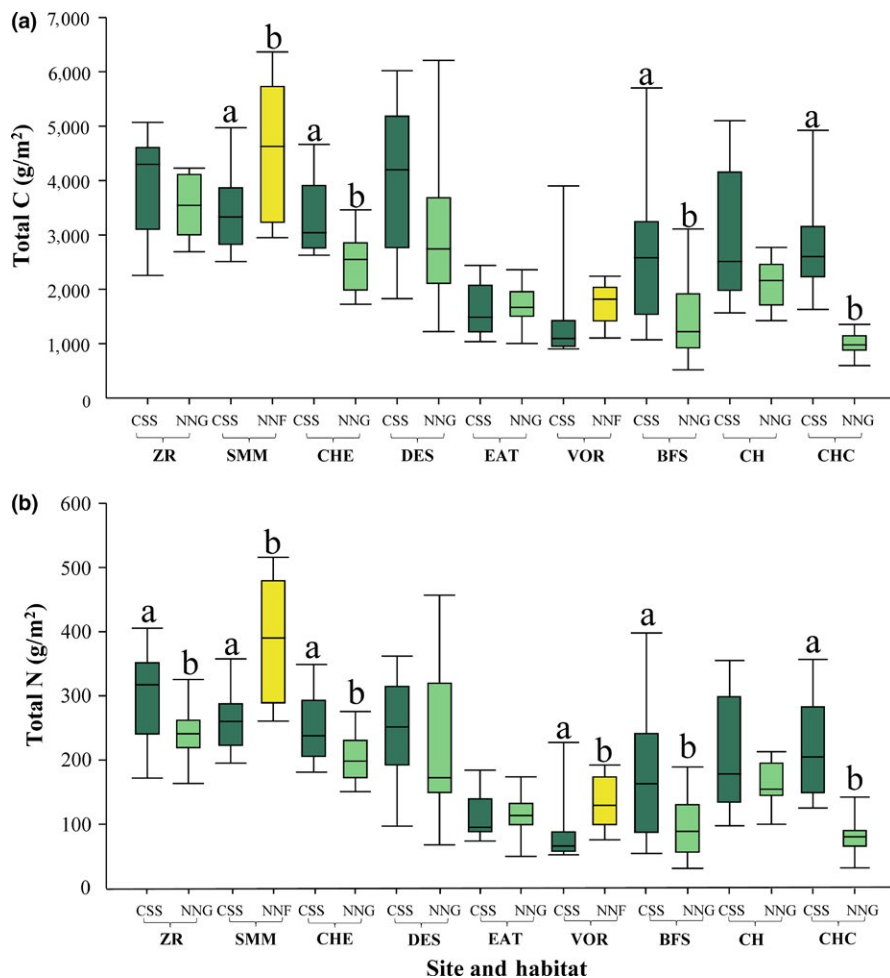 (a)
7,000
6,000
5,000
4,000
3,000
2,000
1,000
0
Total C (g/m²)
a b a b a b a b
CSS NNG CSS NNF CSS NNG CSS NNG CSS NNG CSS NNF CSS NNG CSS NNG CSS NNG
ZR SMM CHE DES EAT VOR BFS CH CHC
(b)
600
500
400
300
200
100
0
Total N (g/m²)
a b a b a b a b a b a b
CSS NNG CSS NNF CSS NNG CSS NNG CSS NNG CSS NNF CSS NNG CSS NNG CSS NNG
ZR SMM CHE DES EAT VOR BFS CH CHC
Site and habitat